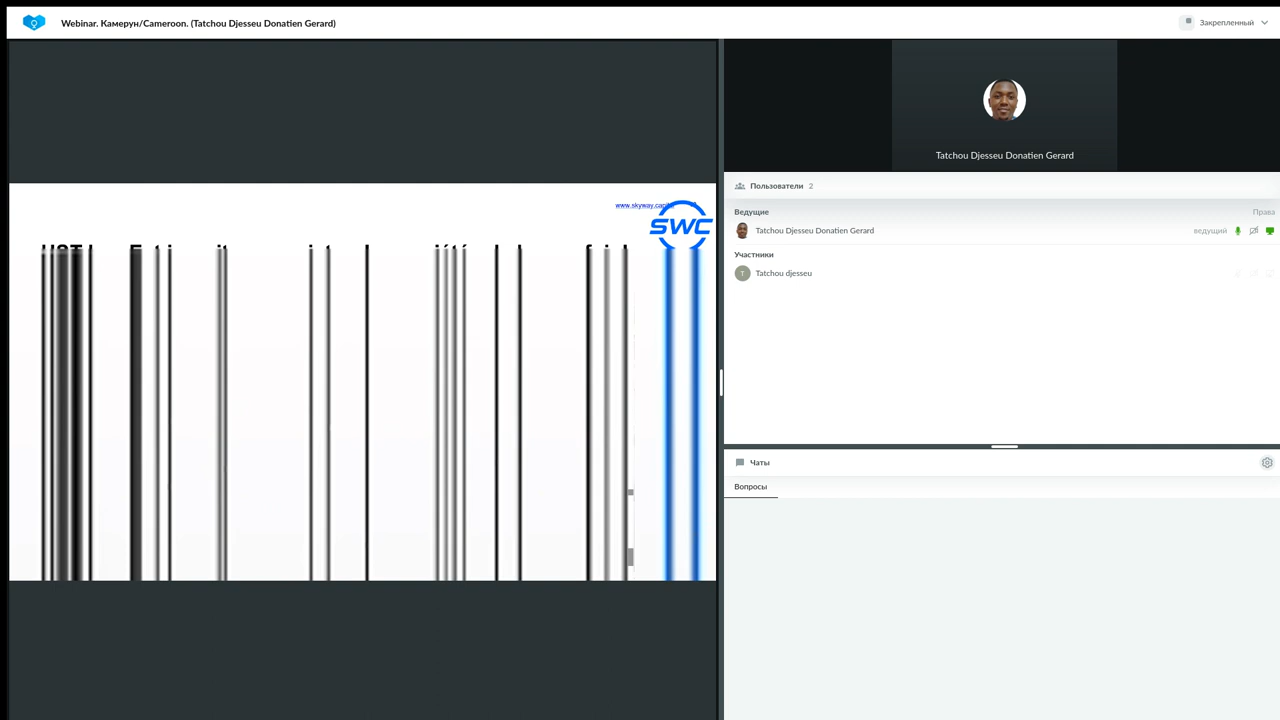 Webinar. Камерун/Cameroon. (Tatchou Djesseu Donatien Gerard)
Закрепленный
Tatchou Djesseu Donatien Gerard
Пользователи 2
Ведущие Права
Tatchou Djesseu Donatien Gerard ведущий
Участники
T Tatchou djesseu
Чаты
Вопросы
SWC